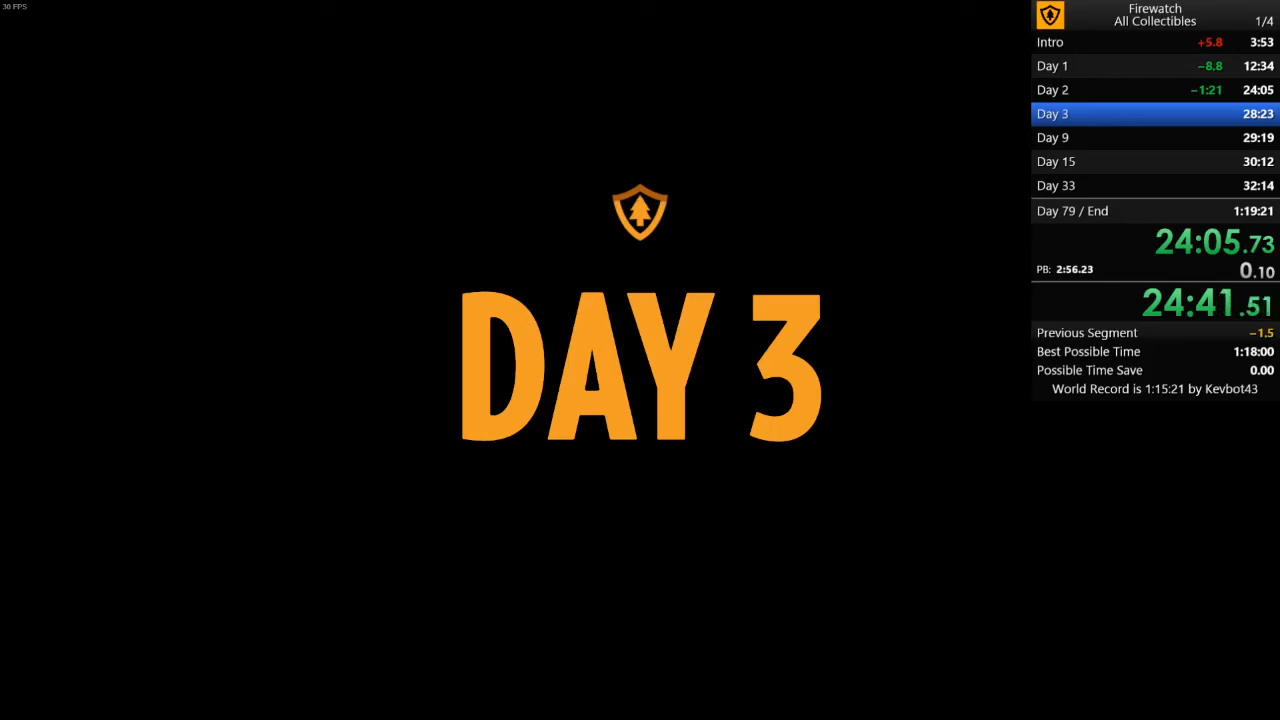 30 FPS
DAY 3
Firewatch
All Collectibles 1/4
Intro +5.8 3:53
Day 1 −8.8 12:34
Day 2 −1:21 24:05
Day 3 28:23
Day 9 29:19
Day 15 30:12
Day 33 32:14
Day 79 / End 1:19:21
24:05.73
PB: 2:56.23 0.10
24:41.51
Previous Segment −1.5
Best Possible Time 1:18:00
Possible Time Save 0.00
World Record is 1:15:21 by Kevbot43